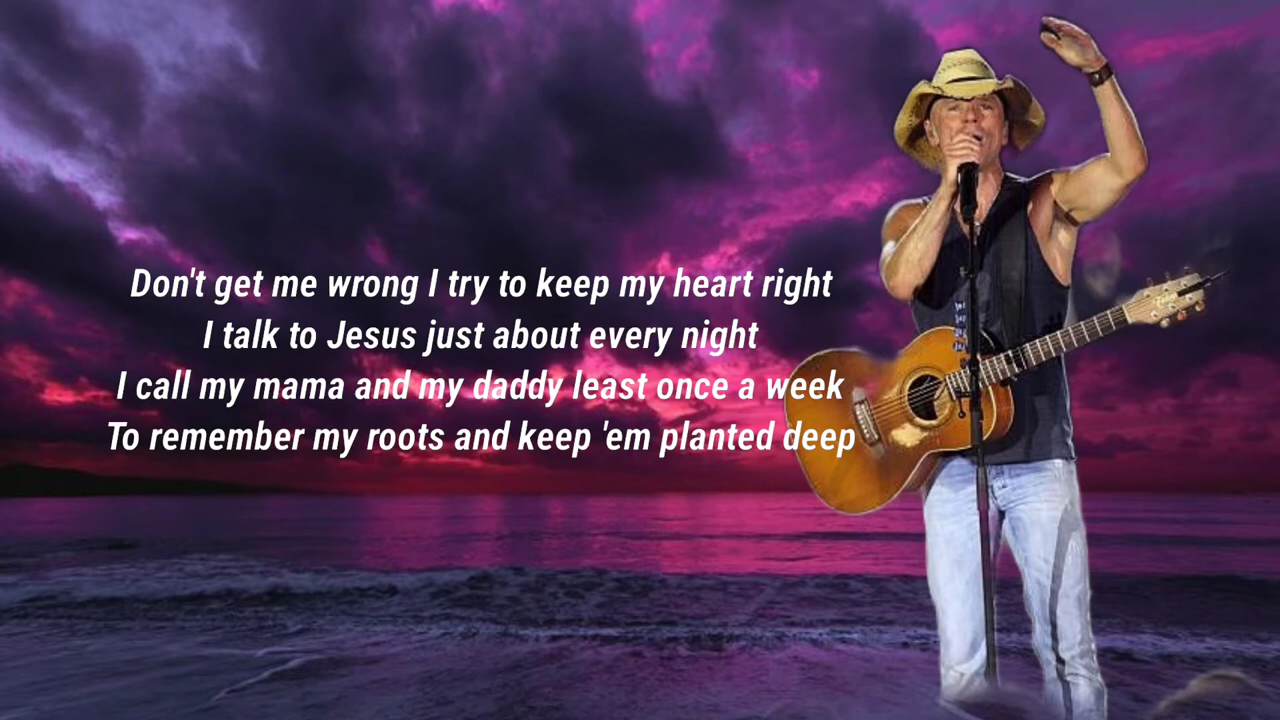 Don't get me wrong I try to keep my heart right
I talk to Jesus just about every night
I call my mama and my daddy least once a week
To remember my roots and keep 'em planted deep